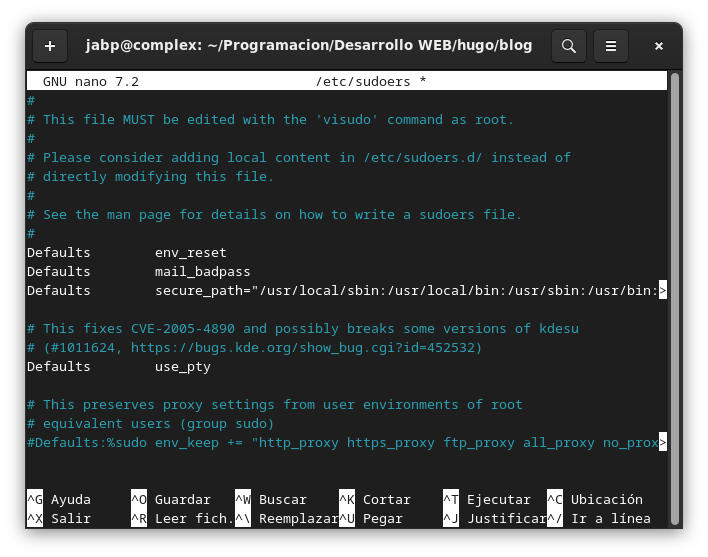 jabp@complex: ~/Programacion/Desarrollo WEB/hugo/blog
GNU nano 7.2 /etc/sudoers *
#
# This file MUST be edited with the 'visudo' command as root.
#
# Please consider adding local content in /etc/sudoers.d/ instead of
# directly modifying this file.
#
# See the man page for details on how to write a sudoers file.
#
Defaults env_reset
Defaults mail_badpass
Defaults secure_path="/usr/local/sbin:/usr/local/bin:/usr/sbin:/usr/bin:>
# This fixes CVE-2005-4890 and possibly breaks some versions of kdesu
# (#1011624, https://bugs.kde.org/show_bug.cgi?id=452532)
Defaults use_pty
# This preserves proxy settings from user environments of root
# equivalent users (group sudo)
#Defaults:%sudo env_keep += "http_proxy https_proxy ftp_proxy all_proxy no_prox>
^G Ayuda ^O Guardar ^W Buscar ^K Cortar ^T Ejecutar ^C Ubicación
^X Salir ^R Leer fich.^\ Reemplazar^U Pegar ^J Justificar^/ Ir a línea